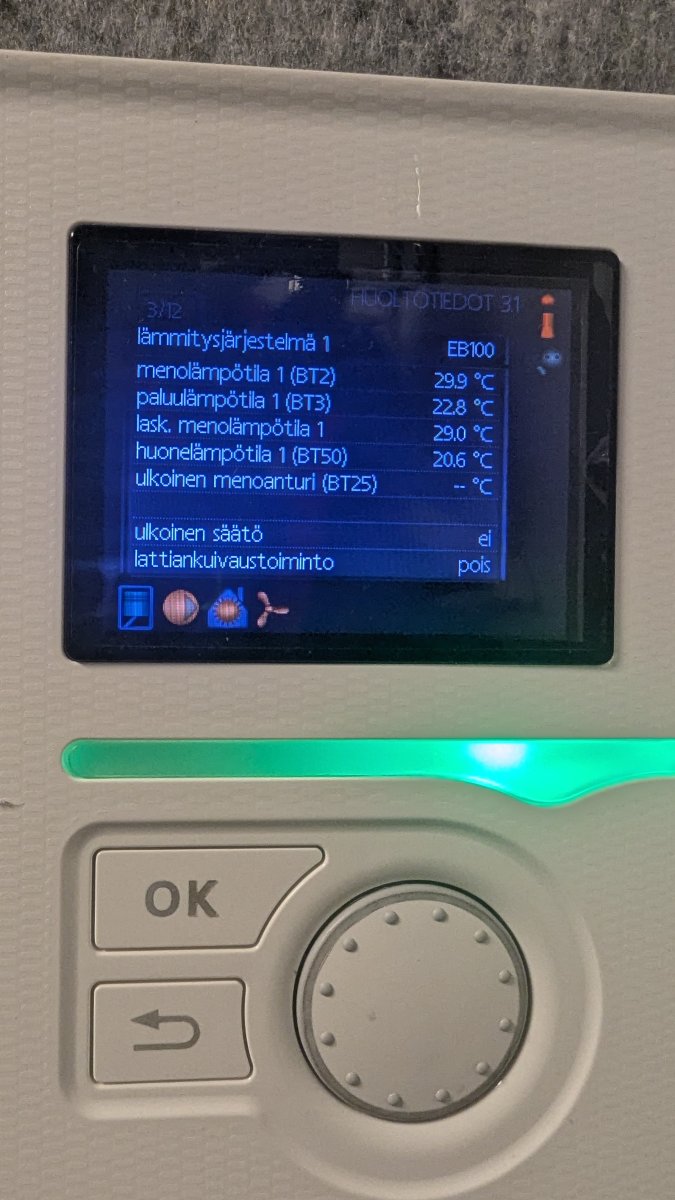 HUOLTOTIEDOT 3.1
3/12
lämmitysjärjestelmä 1 EB100
menolämpötila 1 (BT2) 29.9 °C
paluulämpötila 1 (BT3) 22.8 °C
lask. menolämpötila 1 29.0 °C
huonelämpötila 1 (BT50) 20.6 °C
ulkoinen menoanturi (BT25) -- °C
ulkoinen säätö ei
lattiankuivaustoiminto pois
OK